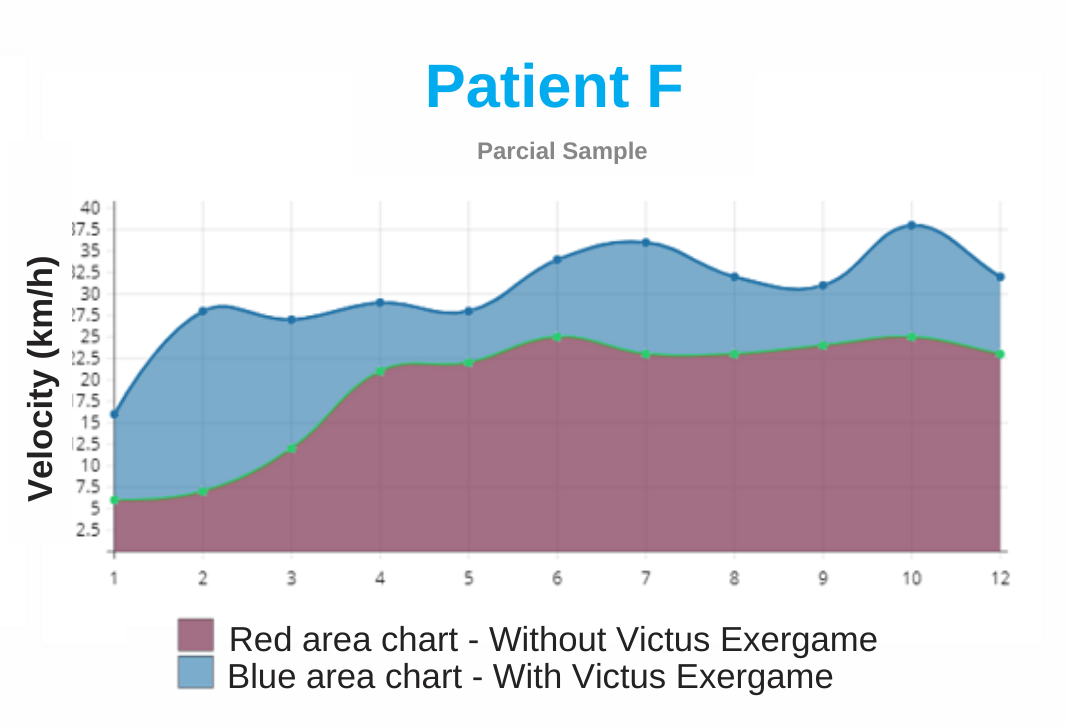 Patient F
Parcial Sample
Velocity (km/h)
40
37.5
35
32.5
30
27.5
25
22.5
20
17.5
15
12.5
10
7.5
5
2.5
1 2 3 4 5 6 7 8 9 10 12
Red area chart - Without Victus Exergame
Blue area chart - With Victus Exergame